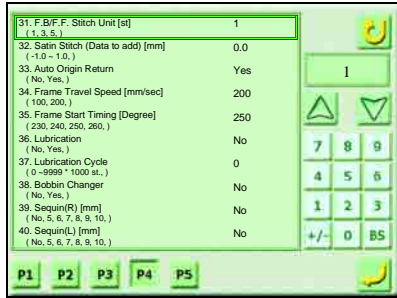 31. F.B/F.F. Stitch Unit [st] 1
( 1, 3, 5, )
32. Satin Stitch (Data to add) [mm] 0.0
( -1.0 ~ 1.0, )
33. Auto Origin Return Yes
( No, Yes, )
34. Frame Travel Speed [mm/sec] 200
( 100, 200, )
35. Frame Start Timing [Degree] 250
( 230, 240, 250, 260, )
36. Lubrication No
( No, Yes, )
37. Lubrication Cycle 0
( 0 ~9999 * 1000 st., )
38. Bobbin Changer No
( No, Yes, )
39. Sequin(R) [mm] No
( No, 5, 6, 7, 8, 9, 10, )
40. Sequin(L) [mm] No
( No, 5, 6, 7, 8, 9, 10, )
1
7 8 9
4 5 6
1 2 3
+/- 0 BS
P1 P2 P3 P4 P5